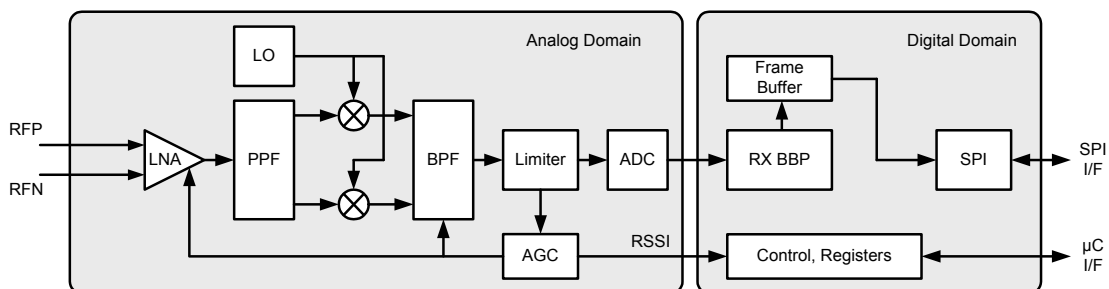 Analog Domain
Digital Domain
LO
Frame
Buffer
RFP
LNA
PPF
BPF
Limiter
ADC
RX BBP
SPI
SPI
I/F
RFN
AGC
RSSI
Control, Registers
µC
I/F